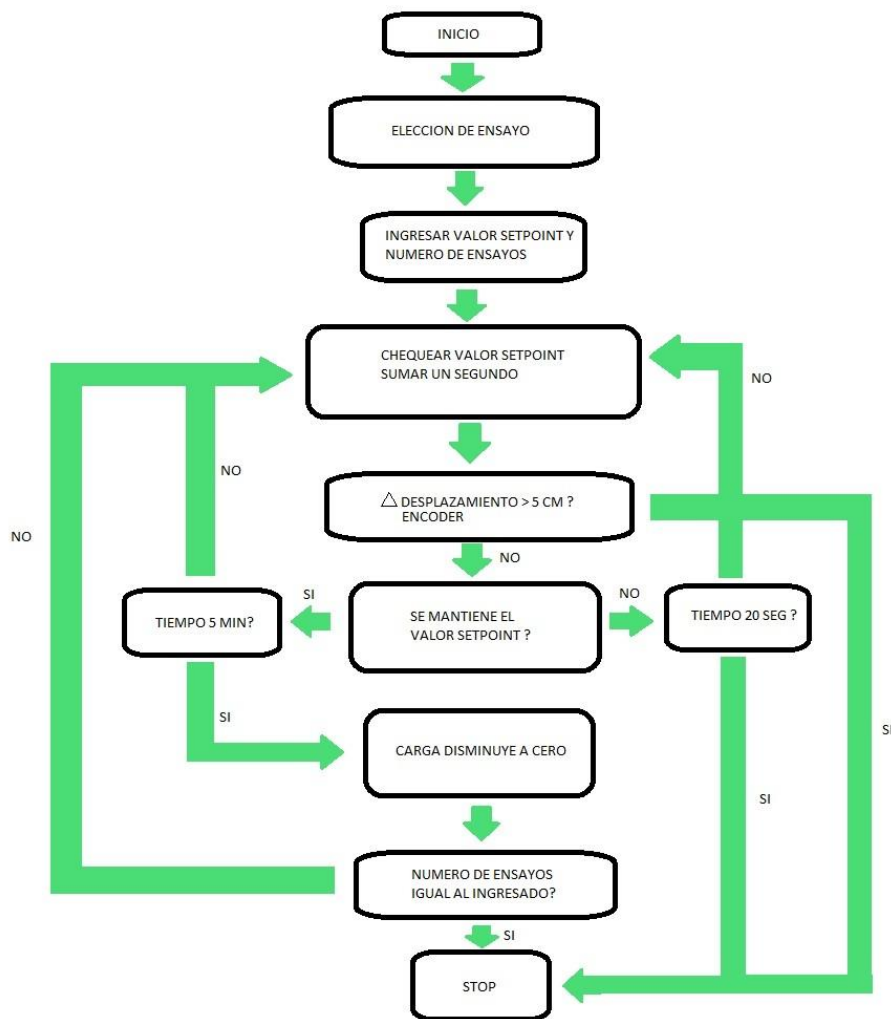 INICIO
ELECCION DE ENSAYO
INGRESAR VALOR SETPOINT Y
NUMERO DE ENSAYOS
CHEQUEAR VALOR SETPOINT
SUMAR UN SEGUNDO
NO
NO
△ DESPLAZAMIENTO > 5 CM ?
ENCODER
NO
NO
SI
NO
TIEMPO 5 MIN?
SE MANTIENE EL
VALOR SETPOINT ?
TIEMPO 20 SEG ?
SI
SI
CARGA DISMINUYE A CERO
SI
NUMERO DE ENSAYOS
IGUAL AL INGRESADO?
SI
STOP